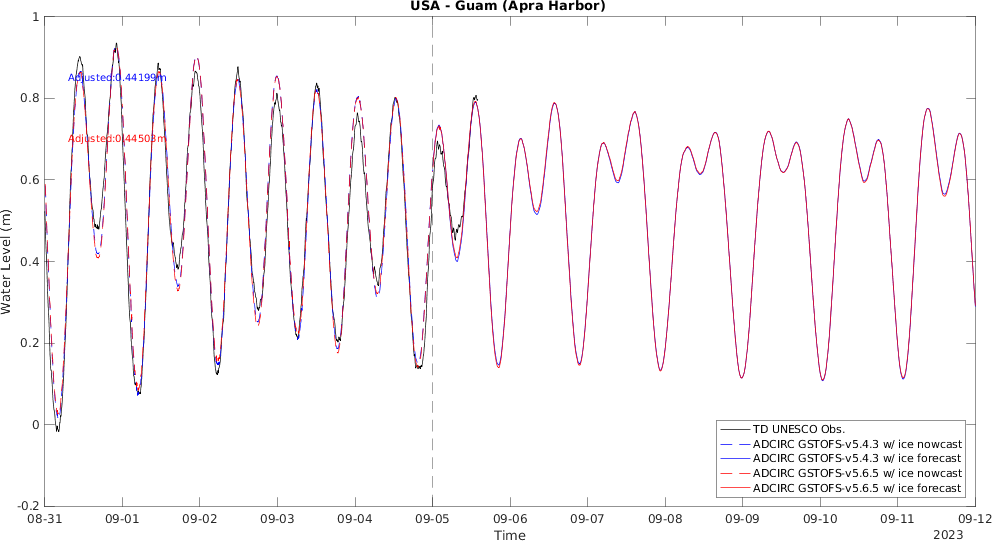 USA - Guam (Apra Harbor)
1
0.8
0.6
0.4
0.2
0
-0.2
Water Level (m)
Adjusted:0.44199m
Adjusted:0.44503m
TD UNESCO Obs.
ADCIRC GSTOFS-v5.4.3 w/ ice nowcast
ADCIRC GSTOFS-v5.4.3 w/ ice forecast
ADCIRC GSTOFS-v5.6.5 w/ ice nowcast
ADCIRC GSTOFS-v5.6.5 w/ ice forecast
08-31 09-01 09-02 09-03 09-04 09-05 09-06 09-07 09-08 09-09 09-10 09-11 09-12
Time
2023